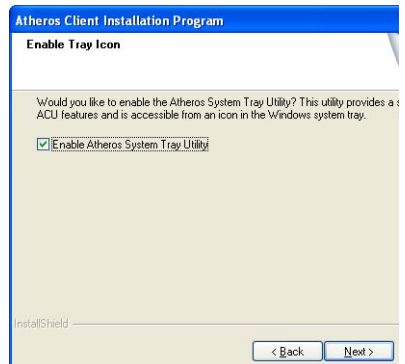 Atheros Client Installation Program
Enable Tray Icon
Would you like to enable the Atheros System Tray Utility? This utility provides a
ACU features and is accessible from an icon in the Windows system tray.
Enable Atheros System Tray Utility
InstallShield
< Back
Next >